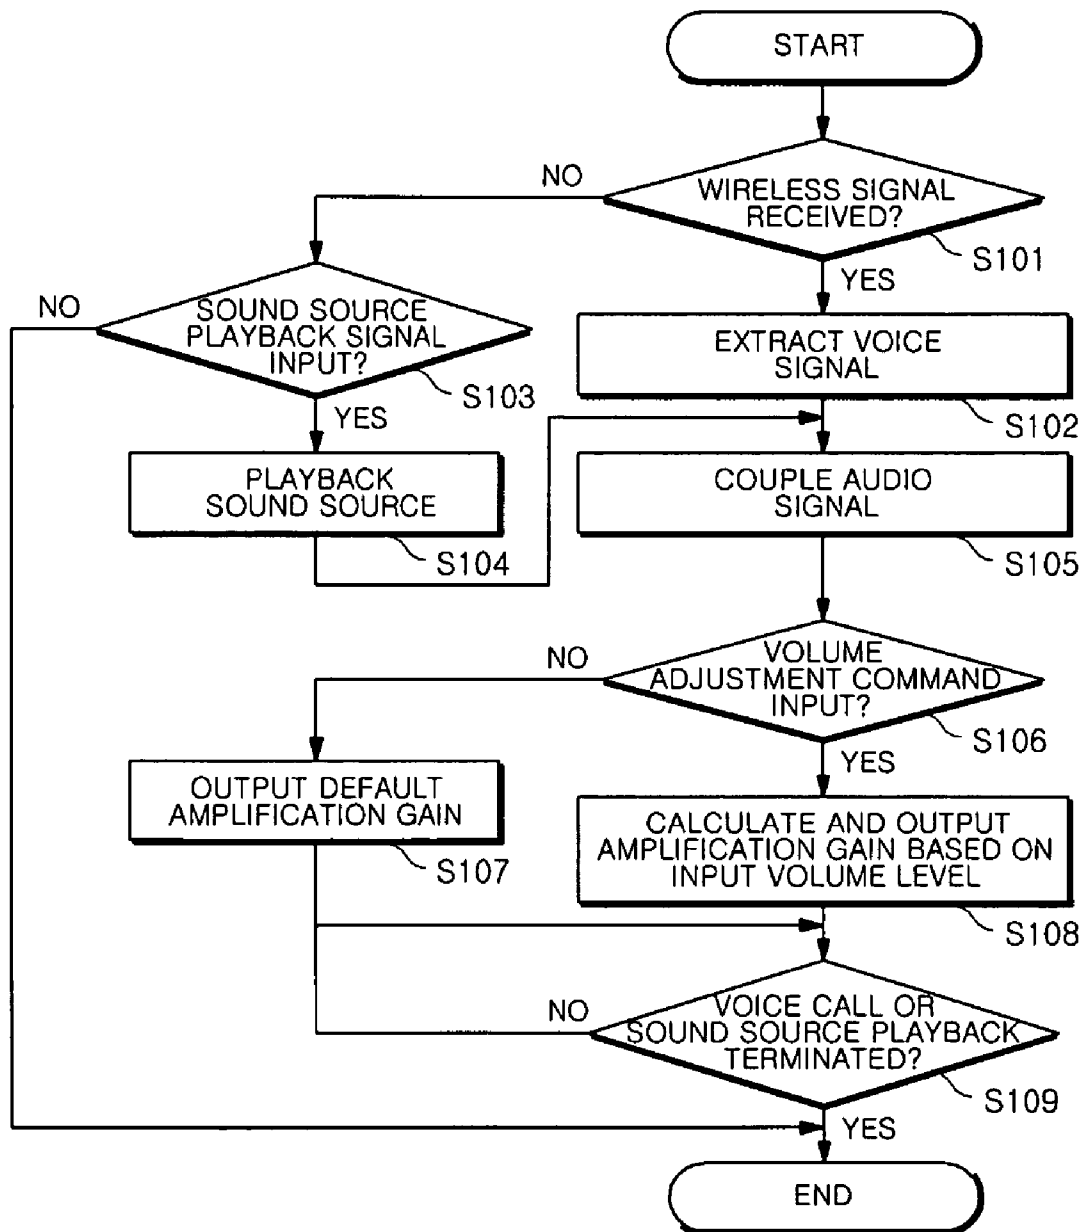 START
NO
WIRELESS SIGNAL
RECEIVED?
S101
YES
NO
SOUND SOURCE
PLAYBACK SIGNAL
INPUT?
S103
YES
EXTRACT VOICE
SIGNAL
S102
PLAYBACK
SOUND SOURCE
S104
COUPLE AUDIO
SIGNAL
S105
NO
VOLUME
ADJUSTMENT COMMAND
INPUT?
S106
YES
OUTPUT DEFAULT
AMPLIFICATION GAIN
S107
CALCULATE AND OUTPUT
AMPLIFICATION GAIN BASED ON
INPUT VOLUME LEVEL
S108
NO
VOICE CALL OR
SOUND SOURCE PLAYBACK
TERMINATED?
S109
YES
END